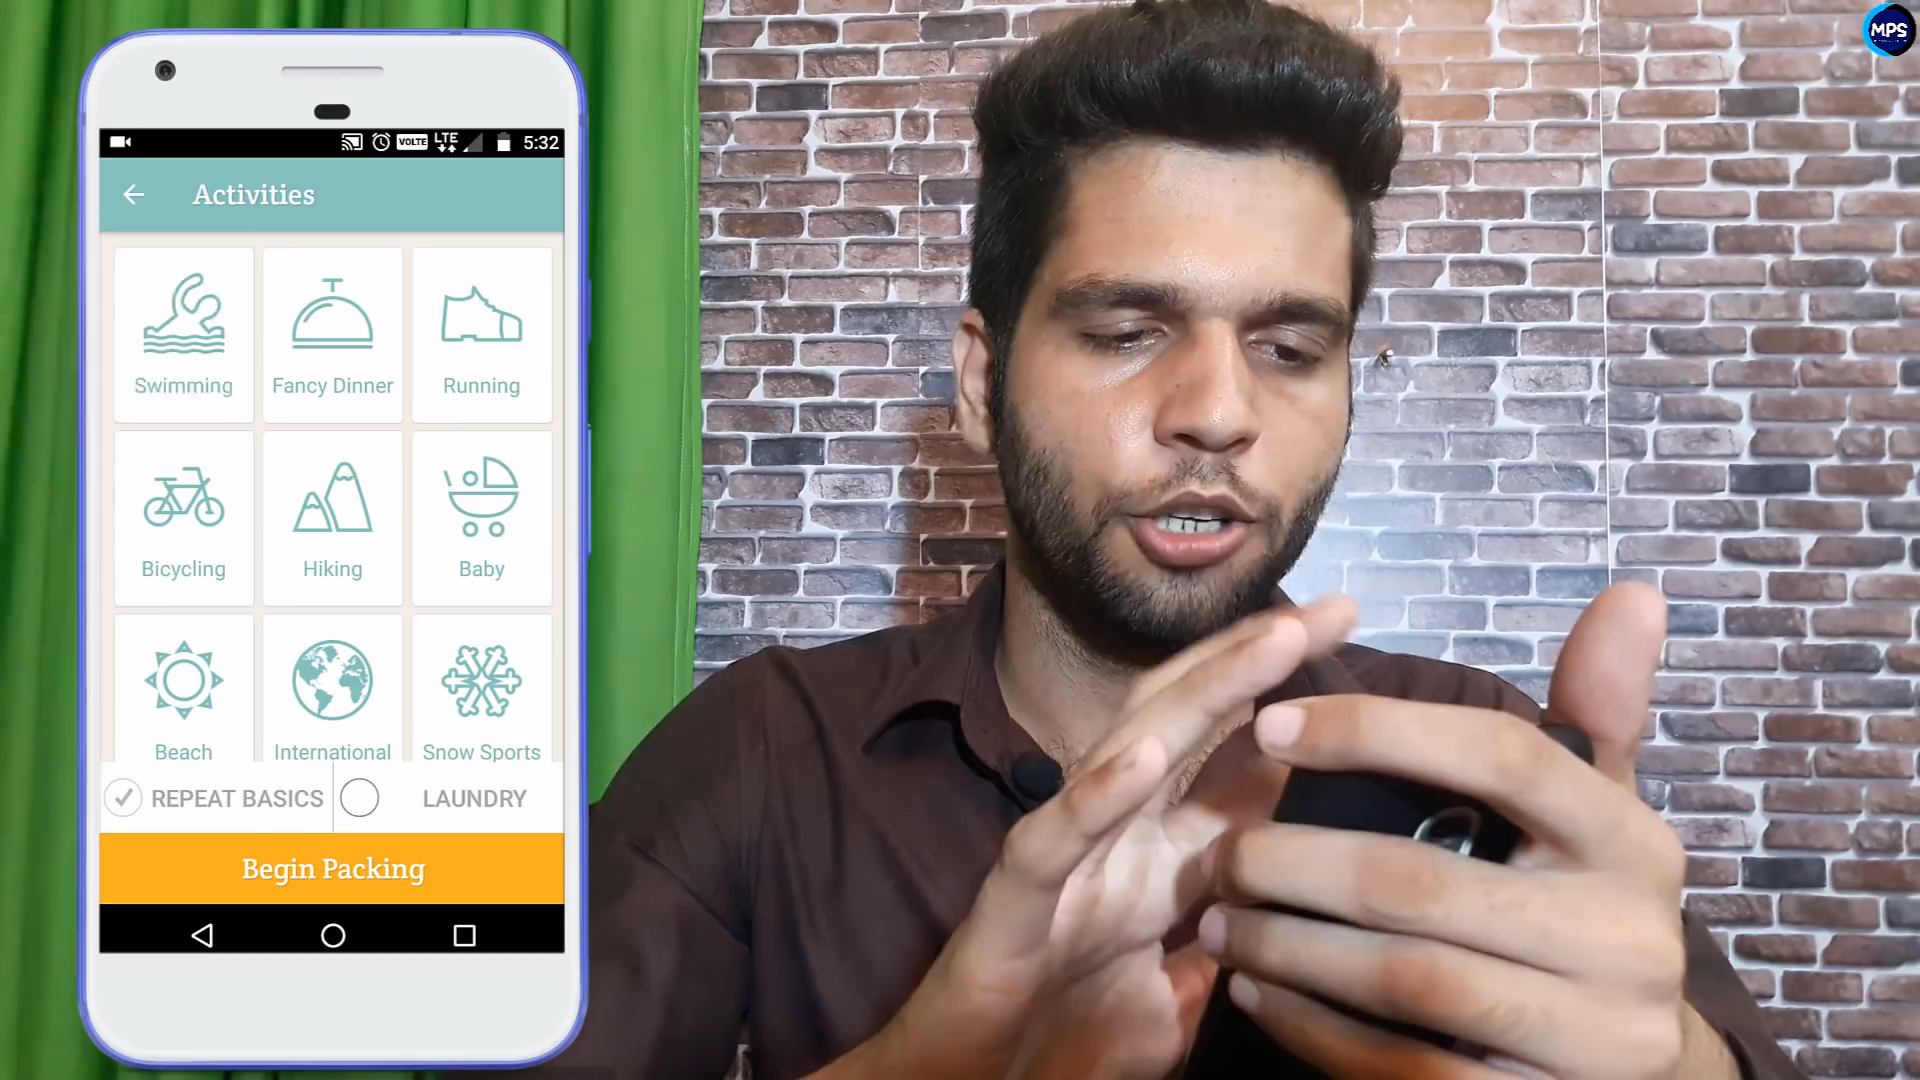 MPS
VOLTE LTE 5:32
Activities
Swimming Fancy Dinner Running
Bicycling Hiking Baby
Beach International Snow Sports
REPEAT BASICS LAUNDRY
Begin Packing